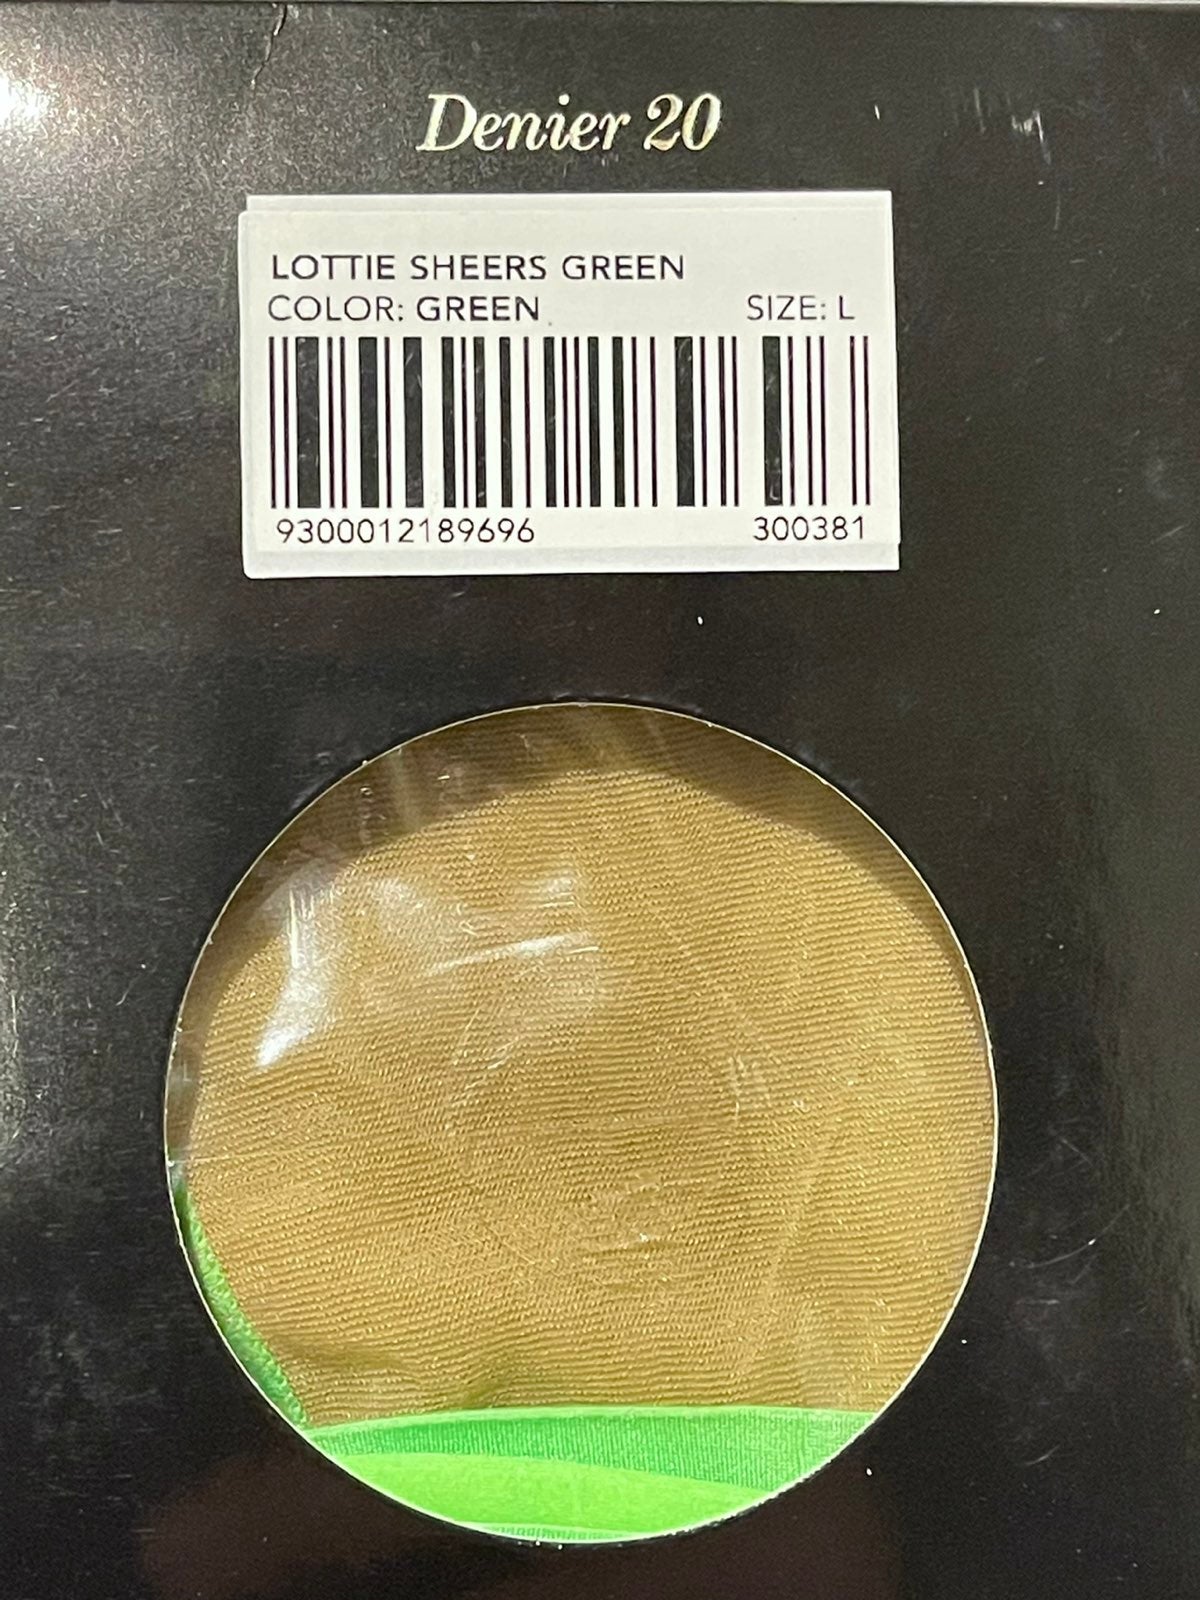 Denier 20
LOTTIE SHEERS GREEN
COLOR: GREEN SIZE: L
9300012189696 300381